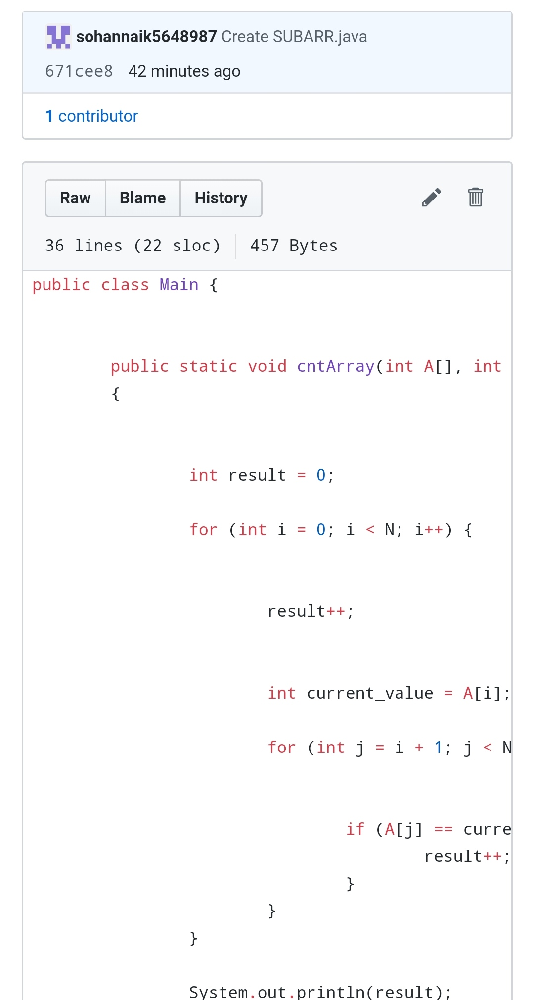 sohannaik5648987 Create SUBARR.java
671cee8 42 minutes ago
1 contributor
Raw Blame History
36 lines (22 sloc) 457 Bytes
public class Main {
public static void cntArray(int A[], int
{
int result = 0;
for (int i = 0; i < N; i++) {
result++;
int current_value = A[i];
for (int j = i + 1; j < N
if (A[j] == curre
result++;
}
}
}
System.out.println(result);